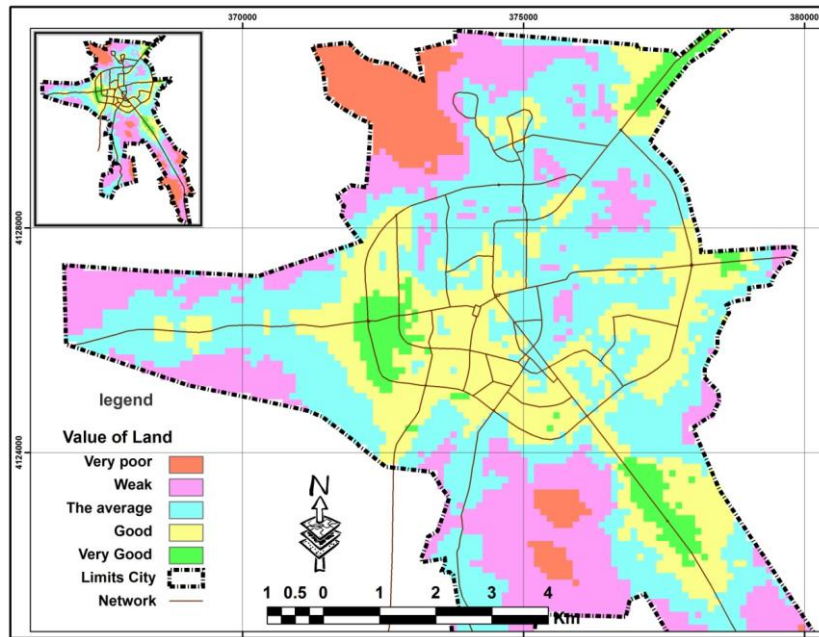 370000 375000 380000
4128000
4124000
legend
Value of Land
Very poor
Weak
The average
Good
Very Good
Limits City
Network
N
1 0.5 0 1 2 3 4
Km